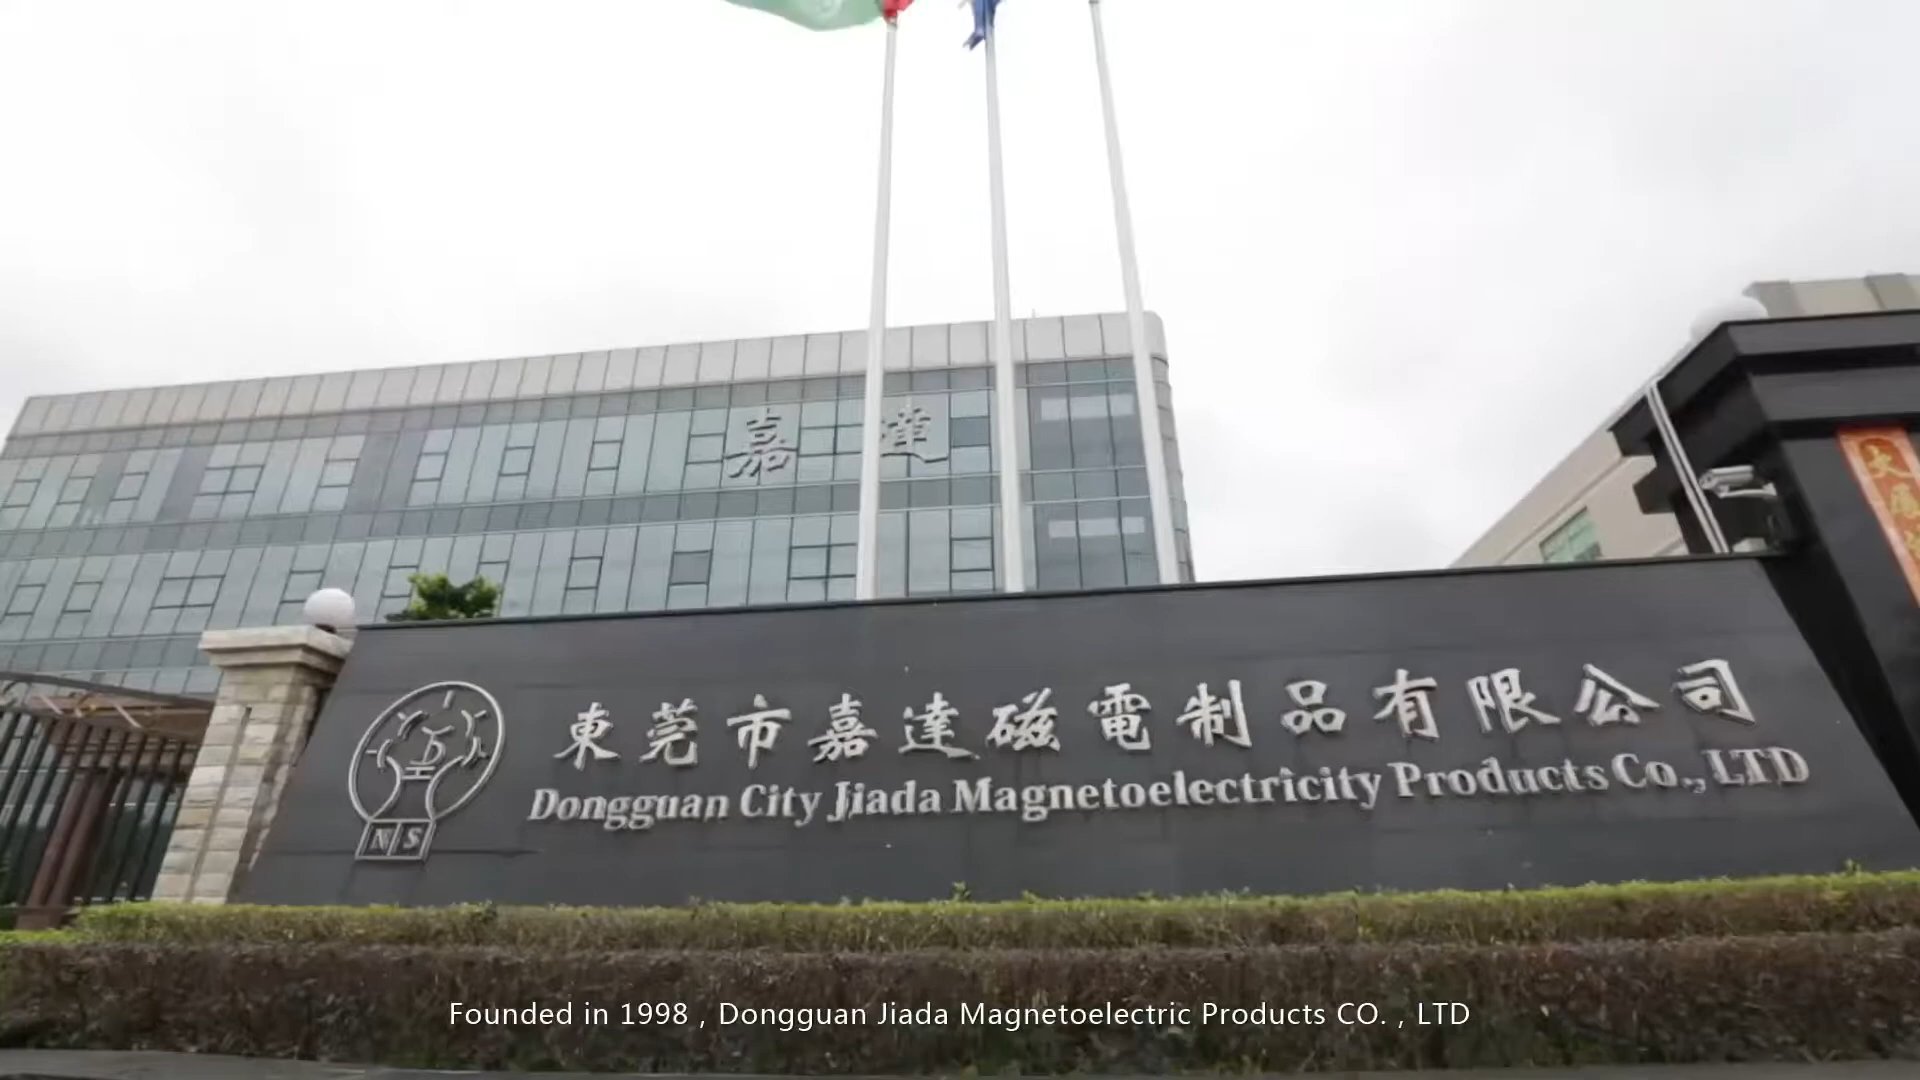 嘉達
東莞市嘉達磁電制品有限公司
Dongguan City Jiada Magnetoelectricity Products Co., LTD
N S
Founded in 1998 , Dongguan Jiada Magnetoelectric Products CO. , LTD